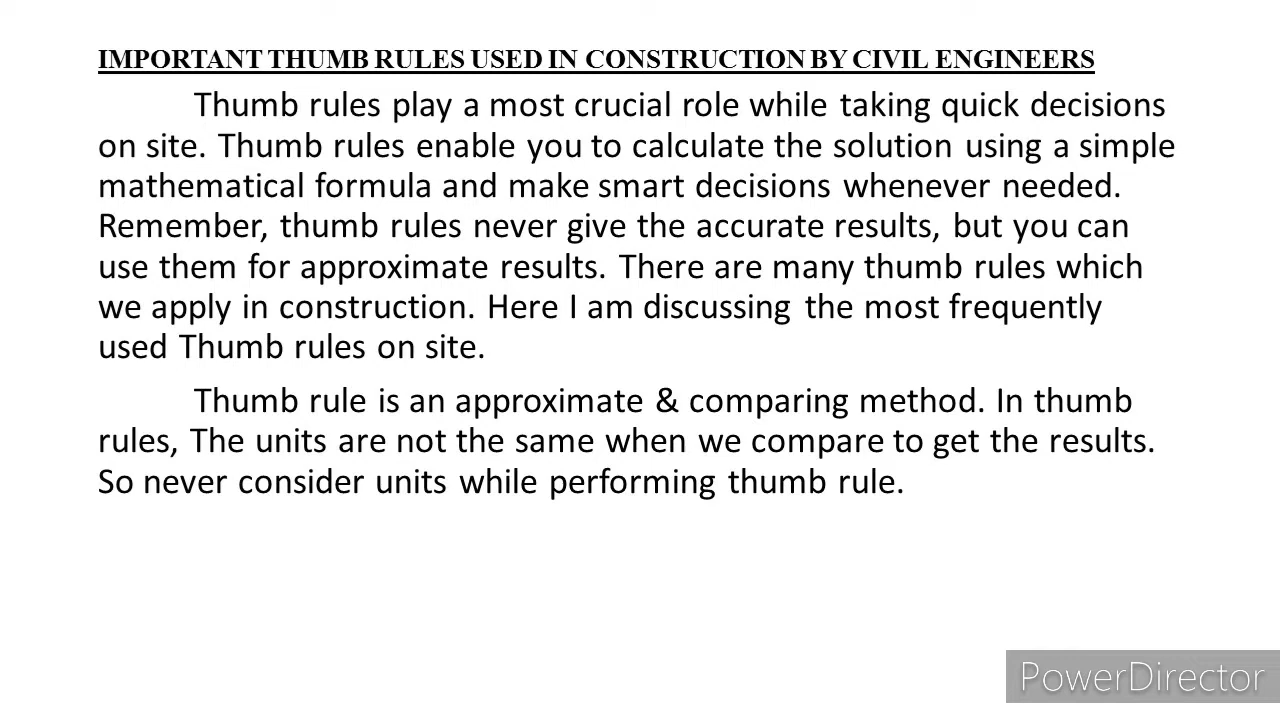 IMPORTANT THUMB RULES USED IN CONSTRUCTION BY CIVIL ENGINEERS
Thumb rules play a most crucial role while taking quick decisions
on site. Thumb rules enable you to calculate the solution using a simple
mathematical formula and make smart decisions whenever needed.
Remember, thumb rules never give the accurate results, but you can
use them for approximate results. There are many thumb rules which
we apply in construction. Here I am discussing the most frequently
used Thumb rules on site.
Thumb rule is an approximate & comparing method. In thumb
rules, The units are not the same when we compare to get the results.
So never consider units while performing thumb rule.
PowerDirector